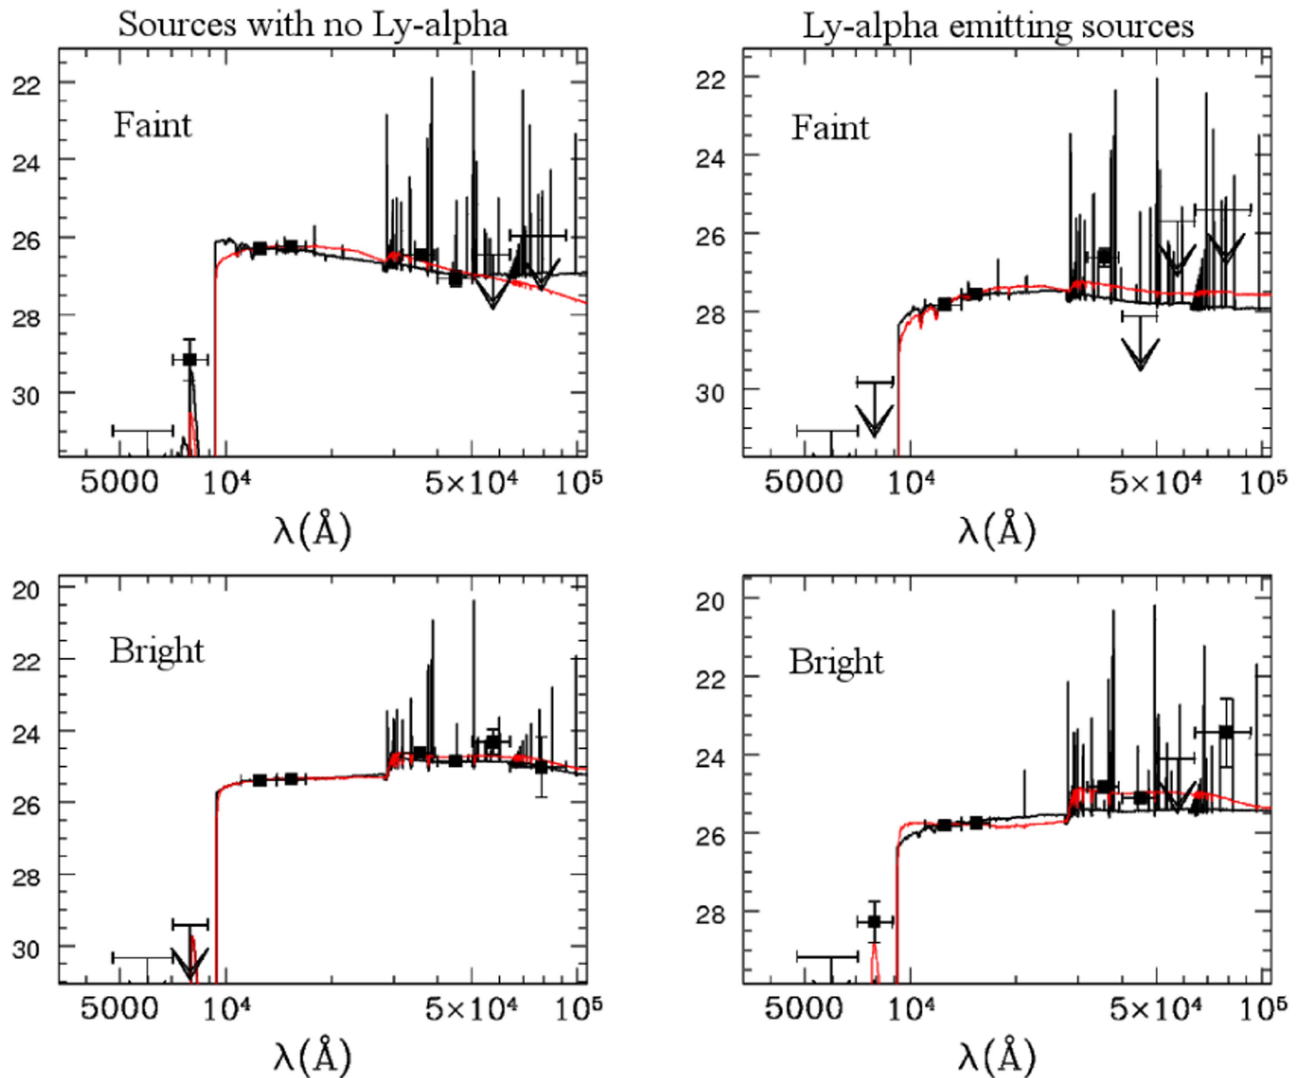 Sources with no Ly-alpha
Ly-alpha emitting sources
Faint
22
24
26
28
30
5000 10⁴ 5×10⁴ 10⁵
λ(Å)
Faint
22
24
26
28
30
5000 10⁴ 5×10⁴ 10⁵
λ(Å)
Bright
20
22
24
26
28
30
5000 10⁴ 5×10⁴ 10⁵
λ(Å)
Bright
20
22
24
26
28
5000 10⁴ 5×10⁴ 10⁵
λ(Å)